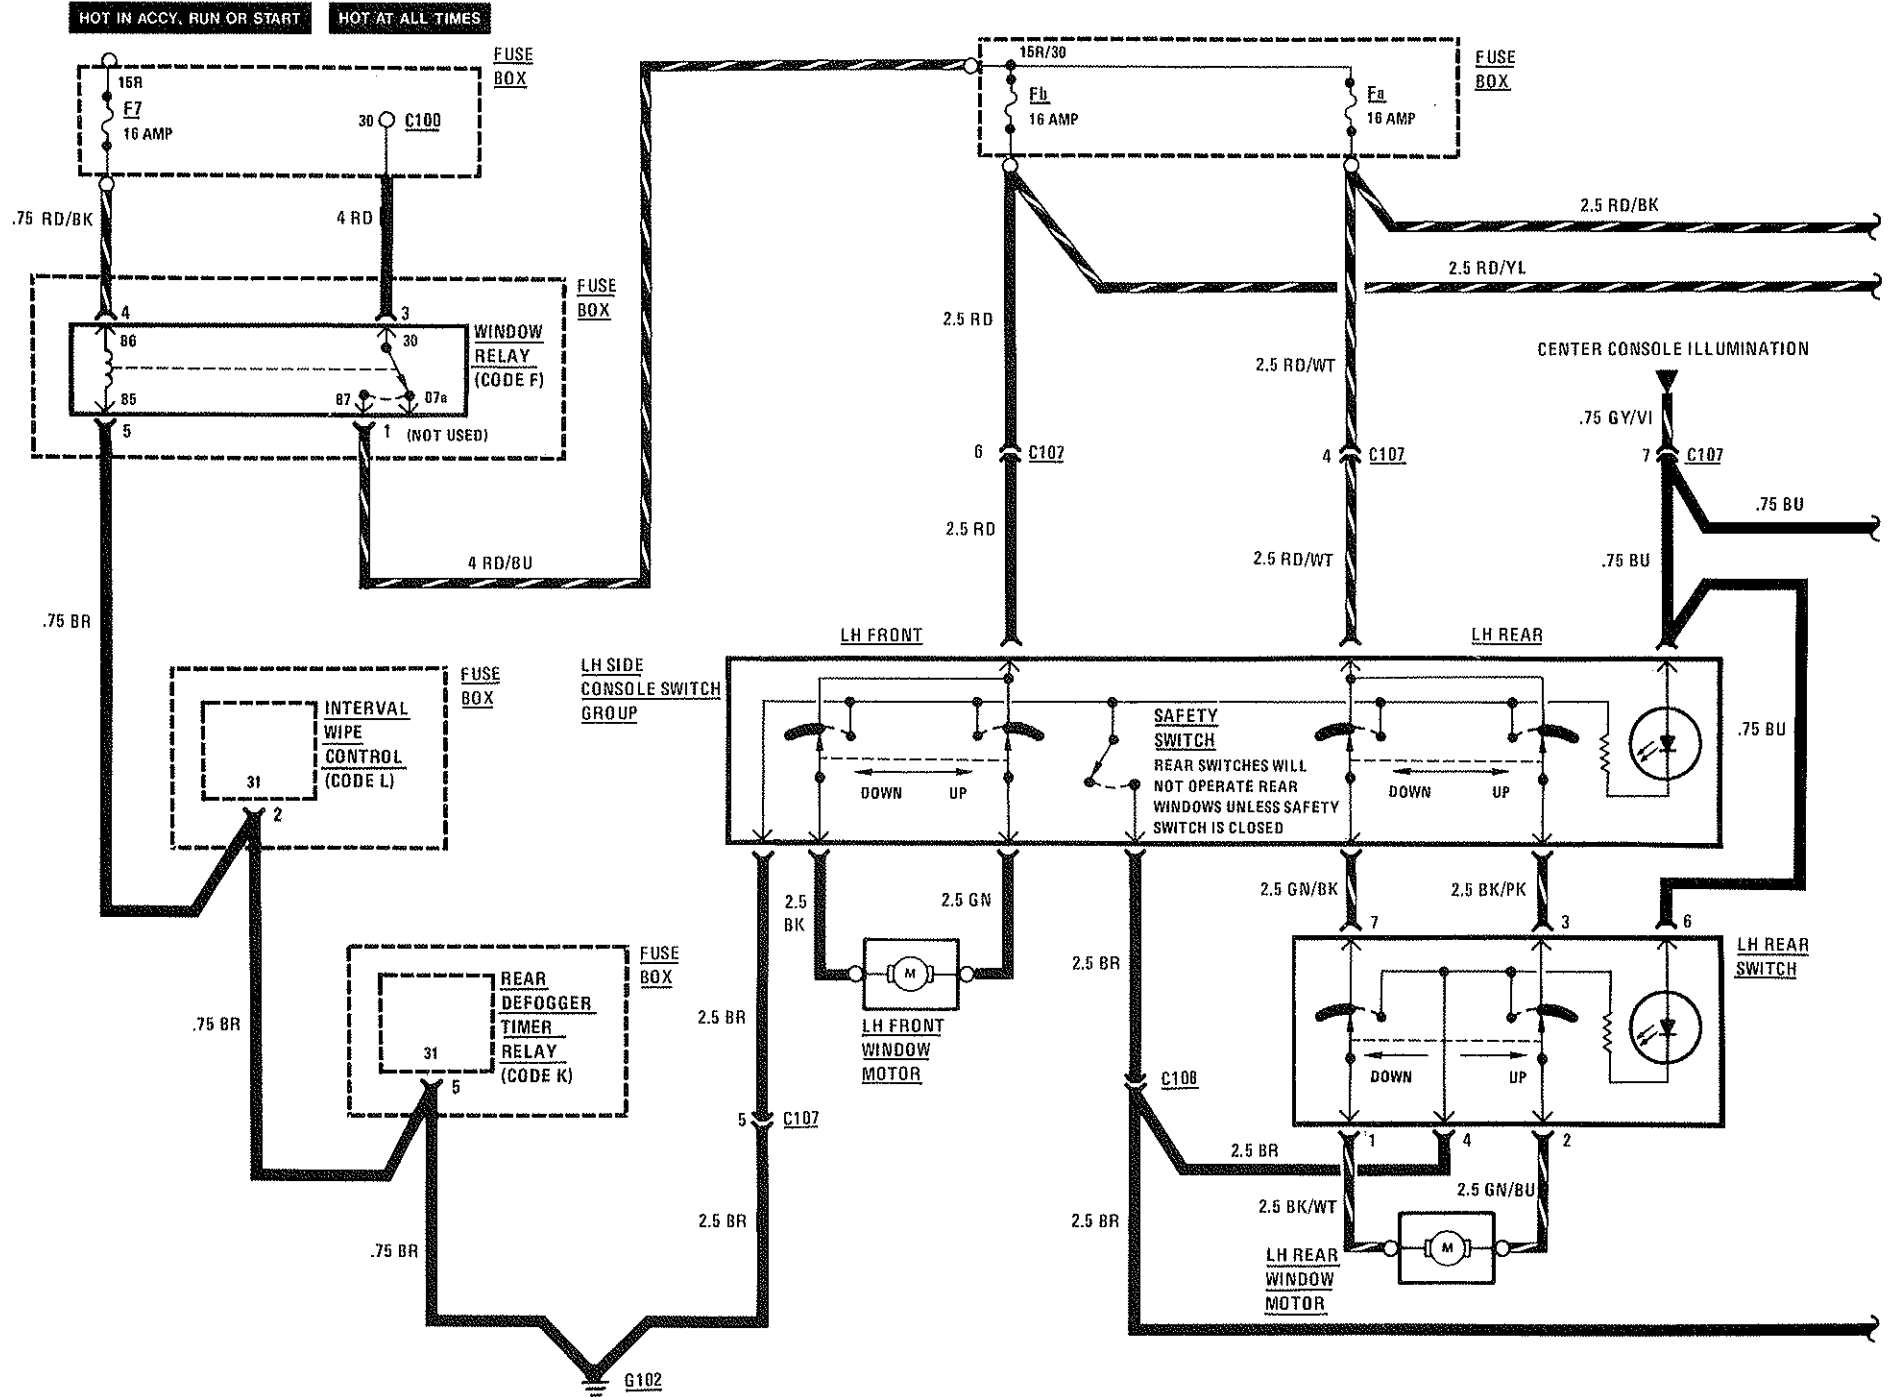 HOT IN ACCY, RUN OR START
HOT AT ALL TIMES
FUSE
BOX
15R
F7
16 AMP
30
C100
15R/30
Fb
16 AMP
Fa
16 AMP
FUSE
BOX
.75 RD/BK
4 RD
2.5 RD/BK
2.5 RD/YL
FUSE
BOX
4
3
86
30
85
87
87a
WINDOW
RELAY
(CODE F)
5
1
(NOT USED)
2.5 RD
2.5 RD/WT
CENTER CONSOLE ILLUMINATION
.75 GY/VI
6
C107
4
C107
7
C107
.75 BU
2.5 RD
2.5 RD/WT
.75 BU
4 RD/BU
.75 BR
LH FRONT
LH REAR
LH SIDE
CONSOLE SWITCH
GROUP
FUSE
BOX
INTERVAL
WIPE
CONTROL
(CODE L)
31
2
SAFETY
SWITCH
REAR SWITCHES WILL
NOT OPERATE REAR
WINDOWS UNLESS SAFETY
SWITCH IS CLOSED
DOWN
UP
DOWN
UP
.75 BU
2.5
BK
2.5 GN
2.5 GN/BK
2.5 BK/PK
7
3
6
LH REAR
SWITCH
M
LH FRONT
WINDOW
MOTOR
2.5 BR
2.5 BR
FUSE
BOX
REAR
DEFOGGER
TIMER
RELAY
(CODE K)
31
5
.75 BR
DOWN
UP
C108
5
C107
1
4
2
2.5 BR
2.5 BK/WT
2.5 GN/BU
2.5 BR
2.5 BR
.75 BR
M
LH REAR
WINDOW
MOTOR
G102